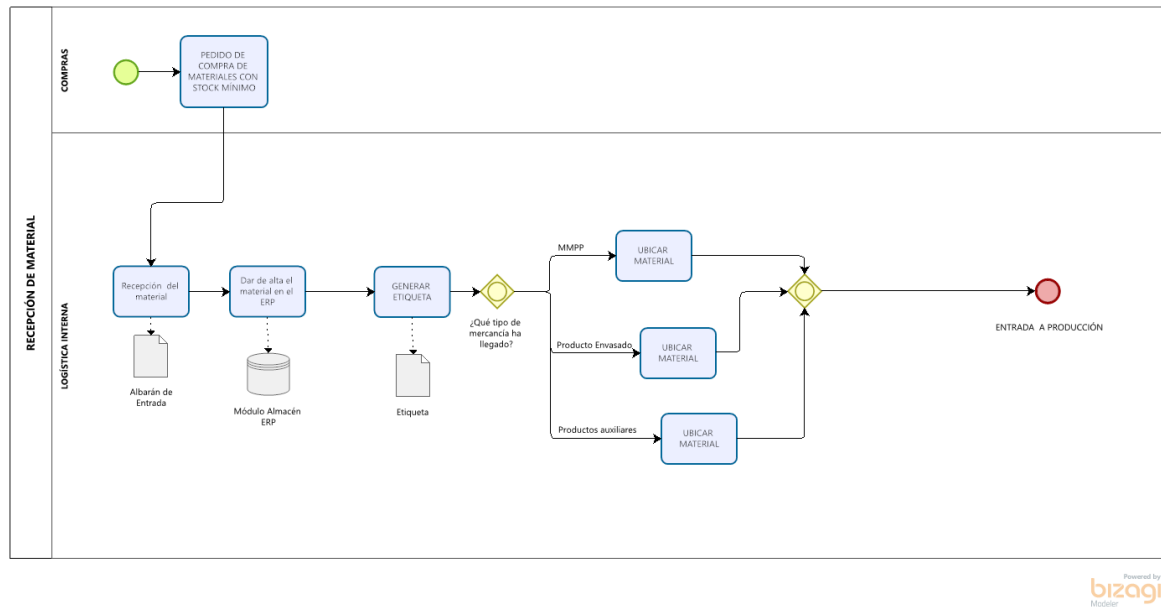 RECEPCIÓN DE MATERIAL
COMPRAS
PEDIDO DE
COMPRA DE
MATERIALES CON
STOCK MÍNIMO
LOGÍSTICA INTERNA
Recepción del
material
Dar de alta el
material en el
ERP
GENERAR
ETIQUETA
¿Qué tipo de
mercancía ha
llegado?
MMPP
UBICAR
MATERIAL
Producto Envasado
UBICAR
MATERIAL
Productos auxiliares
UBICAR
MATERIAL
ENTRADA A PRODUCCIÓN
Albarán de
Entrada
Módulo Almacén
ERP
Etiqueta
Powered by
bizagi
Modeler